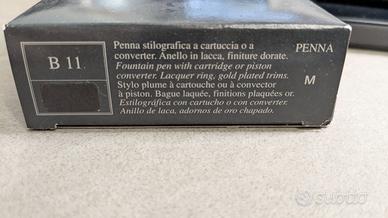 B 11
Penna stilografica a cartuccia o a
converter. Anello in lacca, finiture dorate.
Fountain pen with cartridge or piston
converter. Lacquer ring, gold plated trims.
Stylo plume à cartouche ou à convector
à piston. Bague laquée, finitions plaquées or.
Estilográfica con cartucho o con converter.
Anillo de laca, adornos de oro chapado.
PENNA
M
subito